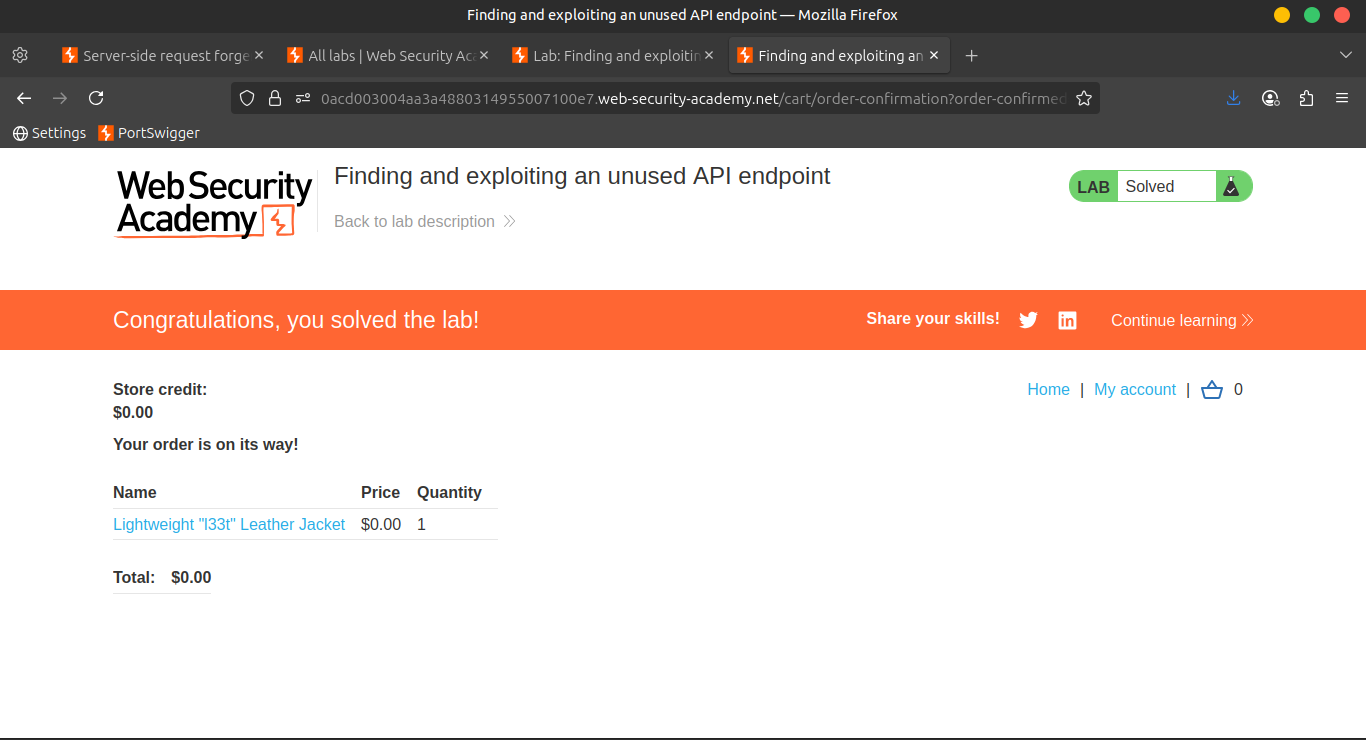 Finding and exploiting an unused API endpoint — Mozilla Firefox
Server-side request forge
All labs | Web Security Ac
Lab: Finding and exploitin
Finding and exploiting an
0acd003004aa3a4880314955007100e7.web-security-academy.net/cart/order-confirmation?order-confirmed
Settings
PortSwigger
Web Security
Academy
Finding and exploiting an unused API endpoint
Back to lab description
LAB Solved
Congratulations, you solved the lab!
Share your skills!
Continue learning
Store credit:
$0.00
Home | My account | 0
Your order is on its way!
Name Price Quantity
Lightweight "l33t" Leather Jacket $0.00 1
Total: $0.00